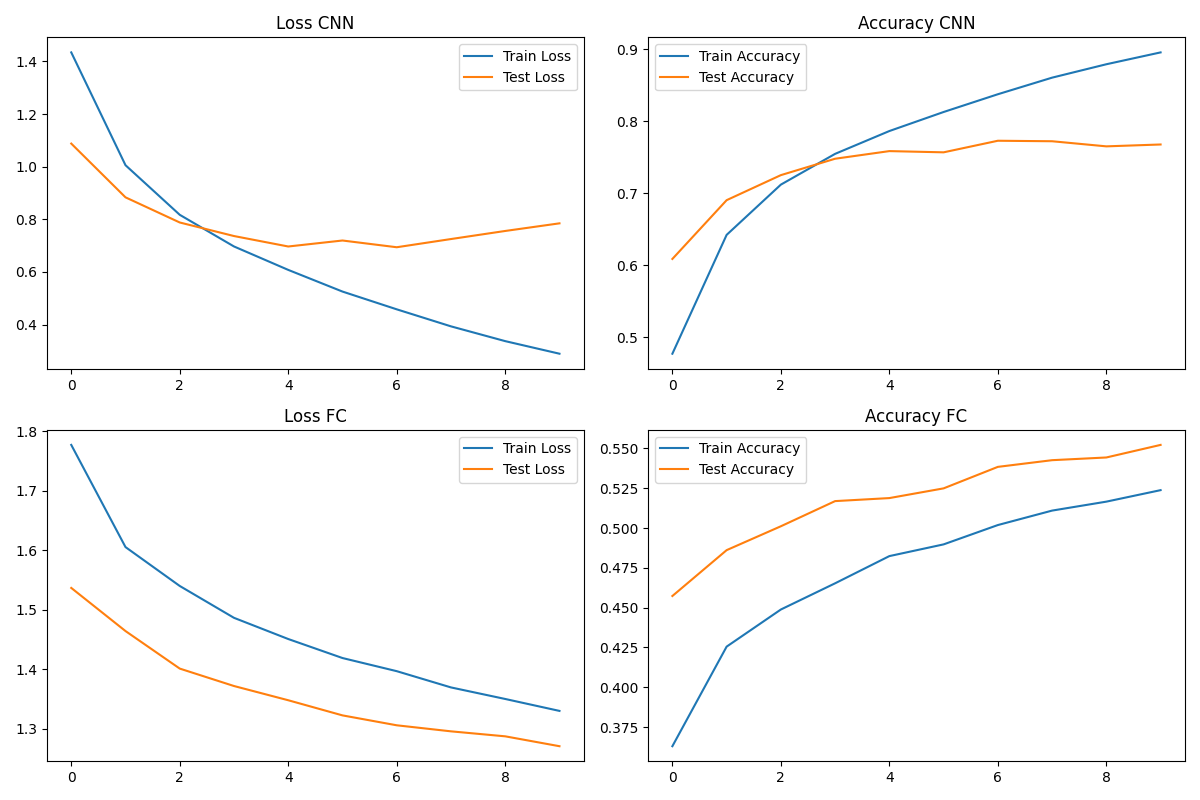 Loss CNN
Train Loss
Test Loss
1.4
1.2
1.0
0.8
0.6
0.4
0 2 4 6 8
Accuracy CNN
Train Accuracy
Test Accuracy
0.9
0.8
0.7
0.6
0.5
0 2 4 6 8
Loss FC
Train Loss
Test Loss
1.8
1.7
1.6
1.5
1.4
1.3
0 2 4 6 8
Accuracy FC
Train Accuracy
Test Accuracy
0.550
0.525
0.500
0.475
0.450
0.425
0.400
0.375
0 2 4 6 8